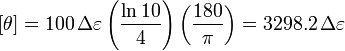 [θ] = 100 Δε (ln 10 / 4) (180 / π) = 3298.2 Δε